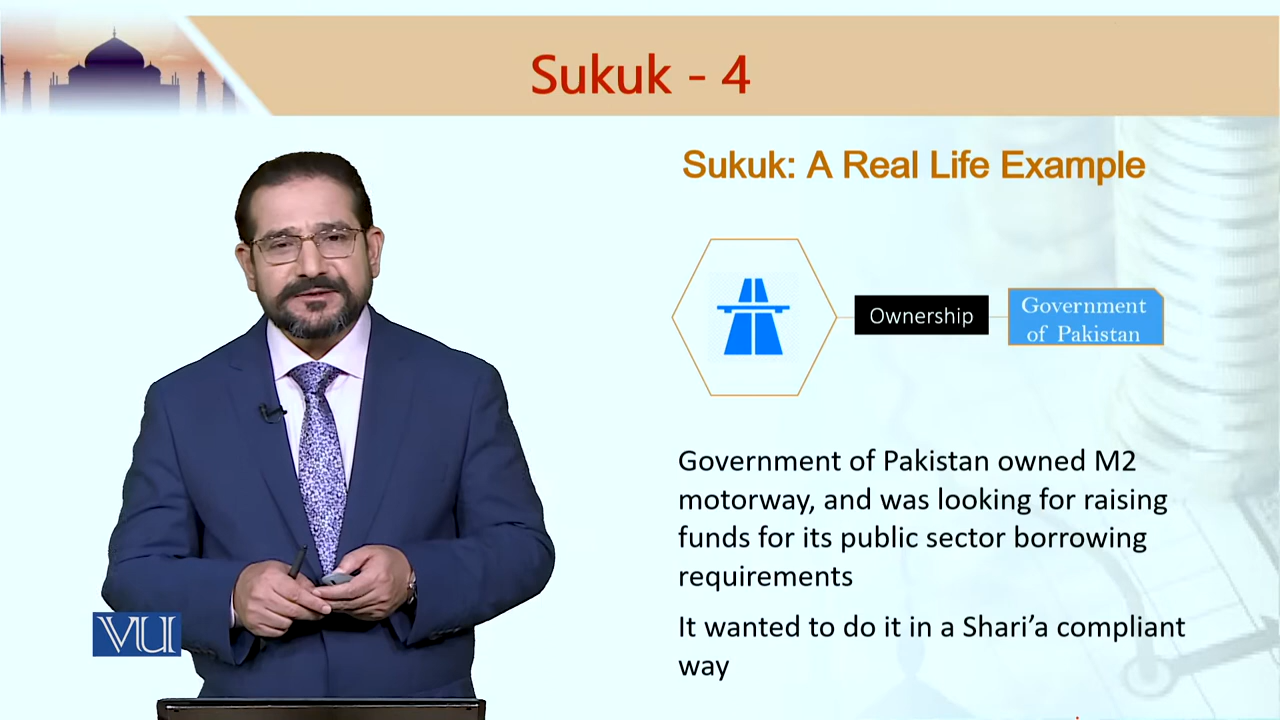 Sukuk - 4
Sukuk: A Real Life Example
Ownership
Government
of Pakistan
Government of Pakistan owned M2
motorway, and was looking for raising
funds for its public sector borrowing
requirements
It wanted to do it in a Shari’a compliant
way
VU